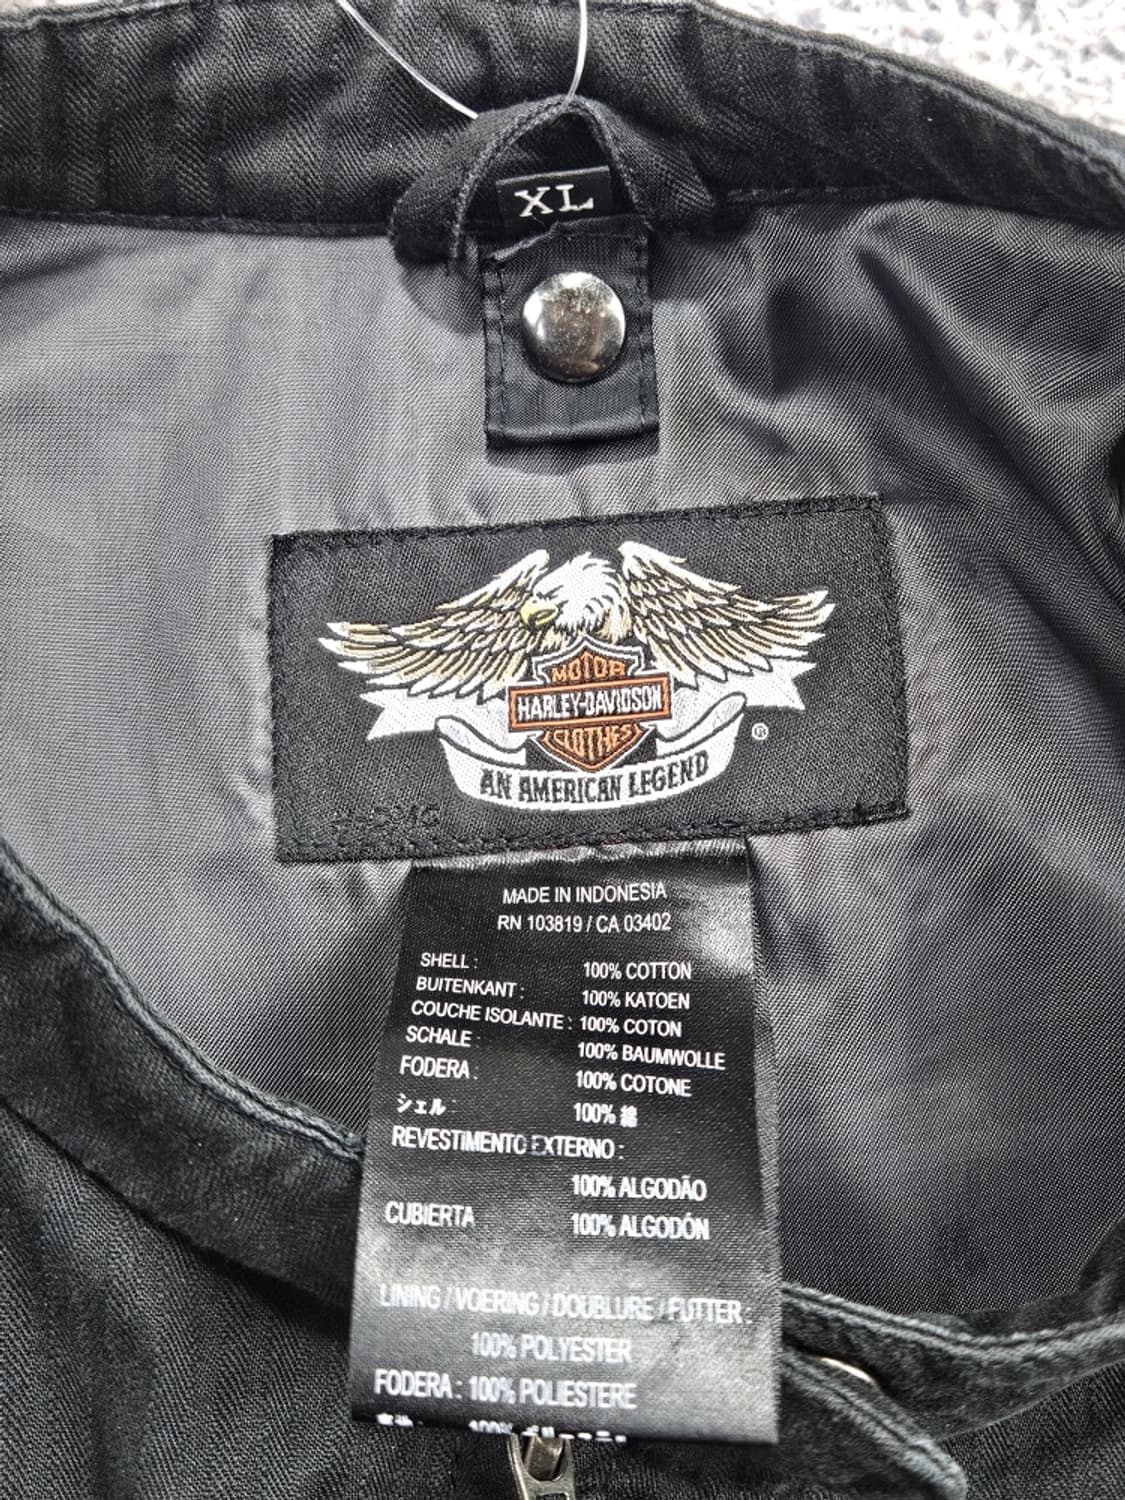 XL
MOTOR
HARLEY-DAVIDSON
CLOTHES
®
AN AMERICAN LEGEND
MADE IN INDONESIA
RN 103819 / CA 03402
SHELL : 100% COTTON
BUITENKANT : 100% KATOEN
COUCHE ISOLANTE : 100% COTON
SCHALE : 100% BAUMWOLLE
FODERA : 100% COTONE
シェル 100% 綿
REVESTIMENTO EXTERNO :
100% ALGODÃO
CUBIERTA 100% ALGODÓN
LINING / VOERING / DOUBLURE / FUTTER :
100% POLYESTER
FODERA : 100% POLIESTERE
100%